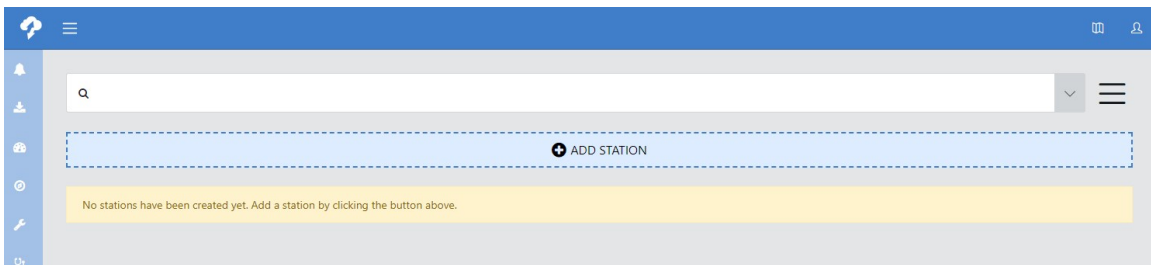 ADD STATION
No stations have been created yet. Add a station by clicking the button above.